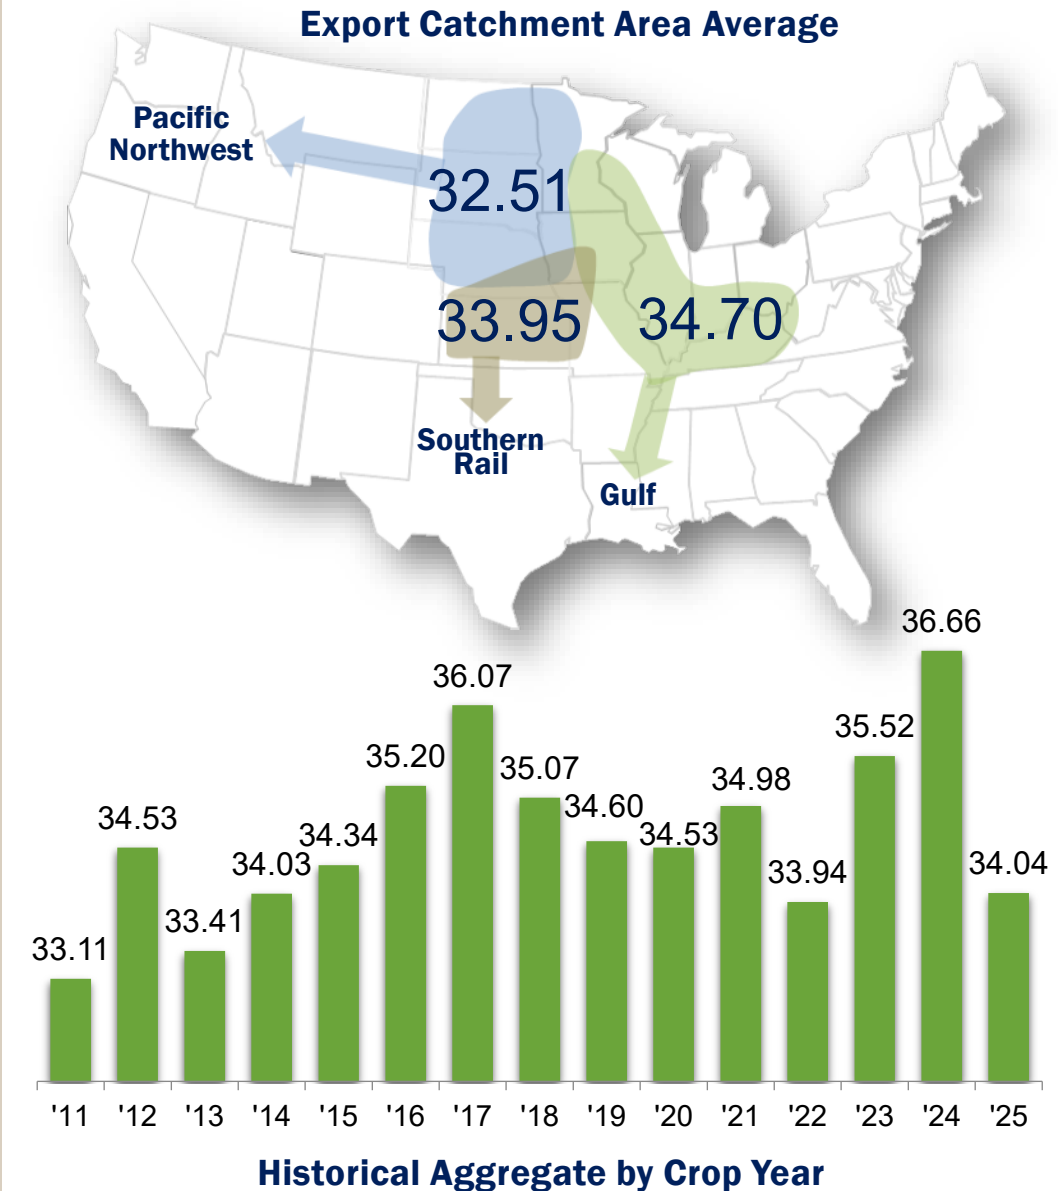 Export Catchment Area Average
Pacific
Northwest
32.51
33.95
34.70
Southern
Rail
Gulf
36.66
36.07
35.52
35.20
35.07
34.98
34.60
34.53
34.53
34.34
34.03
33.94
34.04
33.41
33.11
'11 '12 '13 '14 '15 '16 '17 '18 '19 '20 '21 '22 '23 '24 '25
Historical Aggregate by Crop Year